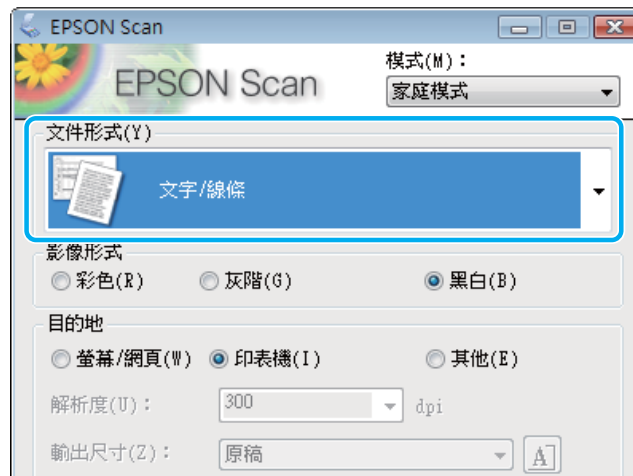 EPSON Scan
EPSON Scan
模式(M)：
家庭模式
文件形式(Y)
文字/線條
影像形式
彩色(R) 灰階(G) 黑白(B)
目的地
螢幕/網頁(W) 印表機(I) 其他(E)
解析度(U)： 300 dpi
輸出尺寸(Z)： 原稿 A